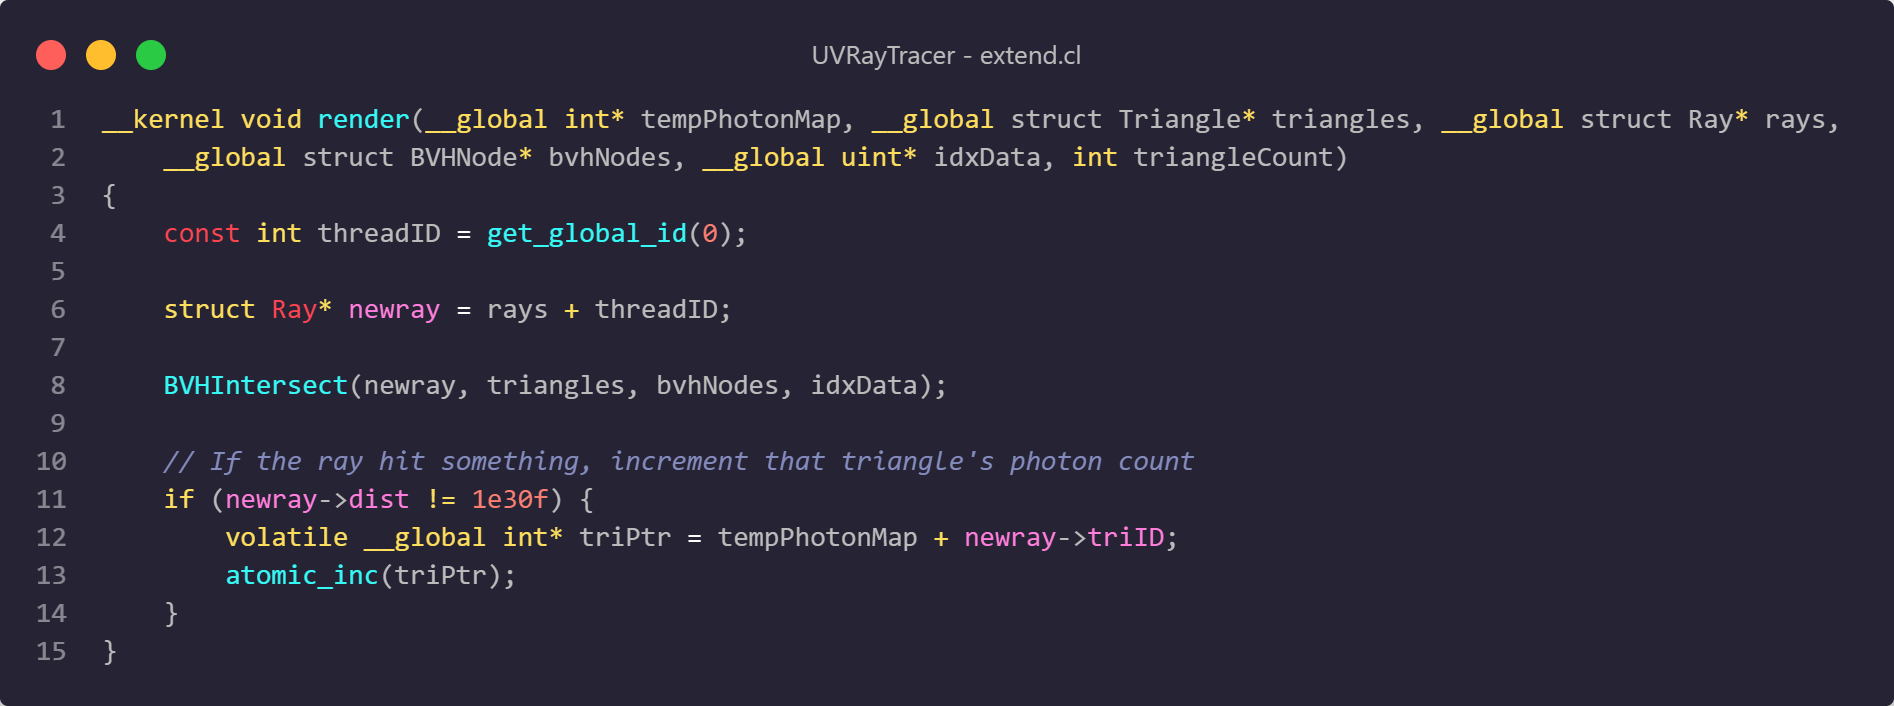 UVRayTracer - extend.cl
1 __kernel void render(__global int* tempPhotonMap, __global struct Triangle* triangles, __global struct Ray* rays,
2     __global struct BVHNode* bvhNodes, __global uint* idxData, int triangleCount)
3 {
4     const int threadID = get_global_id(0);
5
6     struct Ray* newray = rays + threadID;
7
8     BVHIntersect(newray, triangles, bvhNodes, idxData);
9
10     // If the ray hit something, increment that triangle's photon count
11     if (newray->dist != 1e30f) {
12         volatile __global int* triPtr = tempPhotonMap + newray->triID;
13         atomic_inc(triPtr);
14     }
15 }